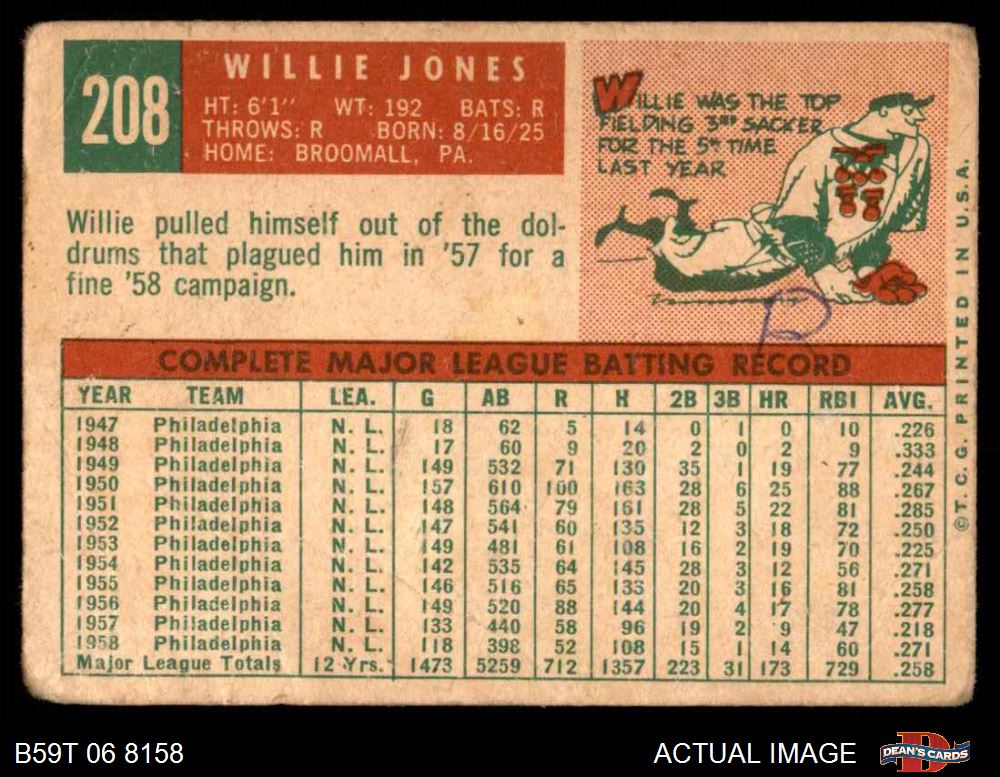 208
WILLIE JONES
HT: 6'1" WT: 192 BATS: R
THROWS: R BORN: 8/16/25
HOME: BROOMALL, PA.
WILLIE WAS THE TOP
FIELDING 3RD SACKER
FOR THE 5TH TIME
LAST YEAR
Willie pulled himself out of the dol-
drums that plagued him in '57 for a
fine '58 campaign.
COMPLETE MAJOR LEAGUE BATTING RECORD
YEAR TEAM LEA. G AB R H 2B 3B HR RBI AVG.
1947 Philadelphia N. L. 18 62 5 14 0 1 0 10 .226
1948 Philadelphia N. L. 17 60 9 20 2 0 2 9 .333
1949 Philadelphia N. L. 149 532 71 130 35 1 19 77 .244
1950 Philadelphia N. L. 157 610 100 163 28 6 25 88 .267
1951 Philadelphia N. L. 148 564 79 161 28 5 22 81 .285
1952 Philadelphia N. L. 147 541 60 135 12 3 18 72 .250
1953 Philadelphia N. L. 149 481 61 108 16 2 19 70 .225
1954 Philadelphia N. L. 142 535 64 145 28 3 12 56 .271
1955 Philadelphia N. L. 146 516 65 133 20 3 16 81 .258
1956 Philadelphia N. L. 149 520 88 144 20 4 17 78 .277
1957 Philadelphia N. L. 133 440 58 96 19 2 9 47 .218
1958 Philadelphia N. L. 118 398 52 108 15 1 14 60 .271
Major League Totals 12 Yrs. 1473 5259 712 1357 223 31 173 729 .258
©T. C. G. PRINTED IN U.S.A.
B59T 06 8158
ACTUAL IMAGE
DEAN'S CARDS